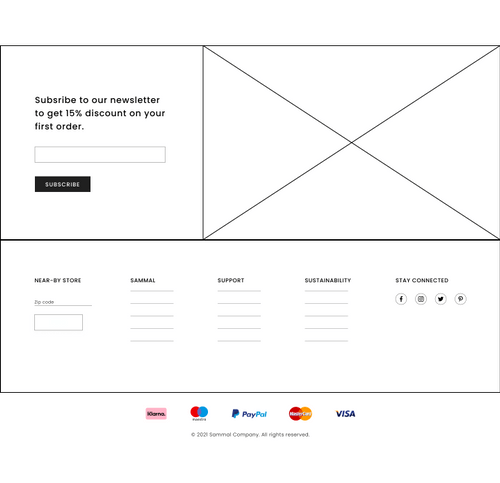 Subsribe to our newsletter
to get 15% discount on your
first order.
SUBSCRIBE
NEAR-BY STORE
SAMMAL
SUPPORT
SUSTAINABILITY
STAY CONNECTED
Zip code
Klarna.
maestro
PayPal
MasterCard
VISA
© 2021 Sammal Company. All rights reserved.